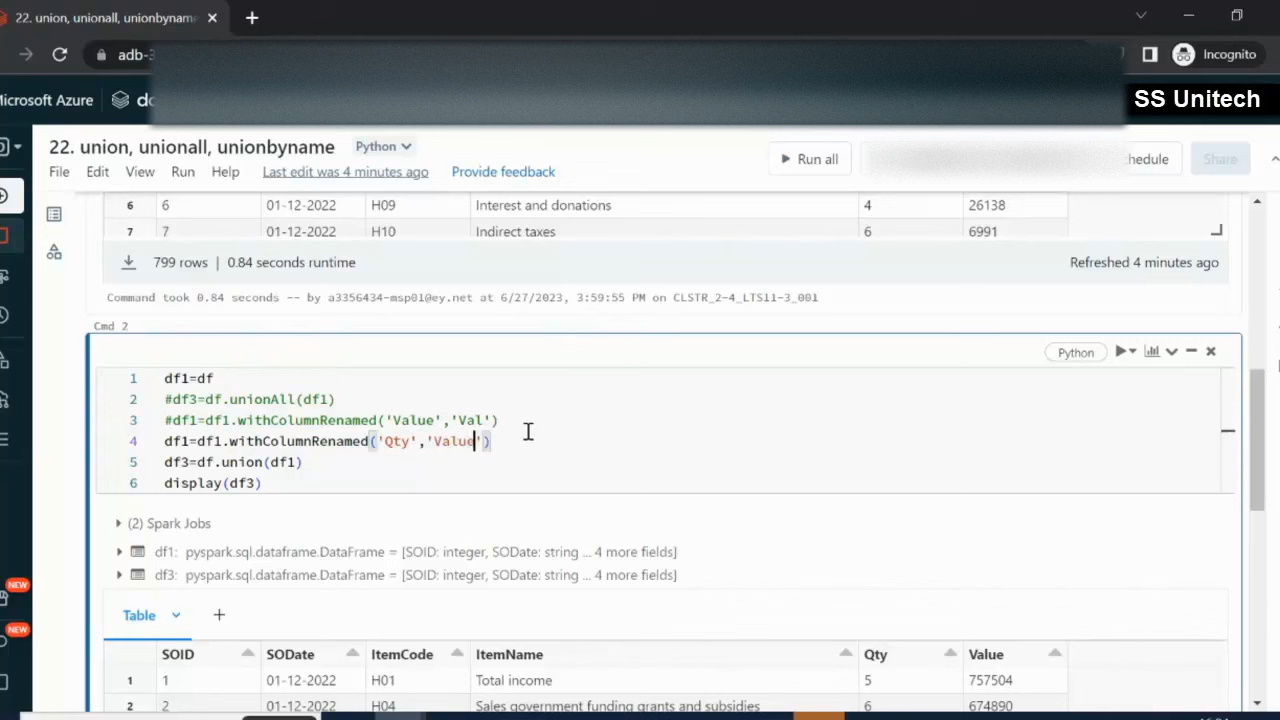 22. union, unionall, unionbyname
adb-3
Incognito
Microsoft Azure
SS Unitech
22. union, unionall, unionbyname
Python
Run all
Share
File Edit View Run Help Last edit was 4 minutes ago Provide feedback
6 6 01-12-2022 H09 Interest and donations 4 26138
7 7 01-12-2022 H10 Indirect taxes 6 6991
799 rows | 0.84 seconds runtime Refreshed 4 minutes ago
Command took 0.84 seconds -- by a3356434-msp01@ey.net at 6/27/2023, 3:59:55 PM on CLSTR_2-4_LTS11-3_001
Cmd 2
Python
1 df1=df
2 #df3=df.unionAll(df1)
3 #df1=df1.withColumnRenamed('Value','Val')
4 df1=df1.withColumnRenamed('Qty','Value')
5 df3=df.union(df1)
6 display(df3)
(2) Spark Jobs
df1: pyspark.sql.dataframe.DataFrame = [SOID: integer, SODate: string ... 4 more fields]
df3: pyspark.sql.dataframe.DataFrame = [SOID: integer, SODate: string ... 4 more fields]
Table +
SOID SODate ItemCode ItemName Qty Value
1 1 01-12-2022 H01 Total income 5 757504
2 2 01-12-2022 H04 Sales government funding grants and subsidies 6 674890
NEW
NEW